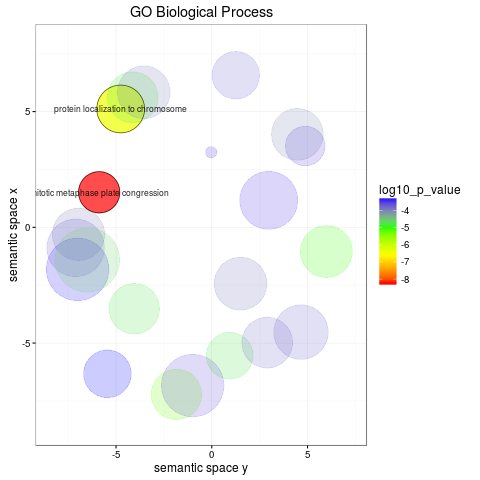 GO Biological Process
protein localization to chromosome
mitotic metaphase plate congression
5
0
-5
-5
0
5
semantic space y
semantic space x
log10_p_value
-4
-5
-6
-7
-8